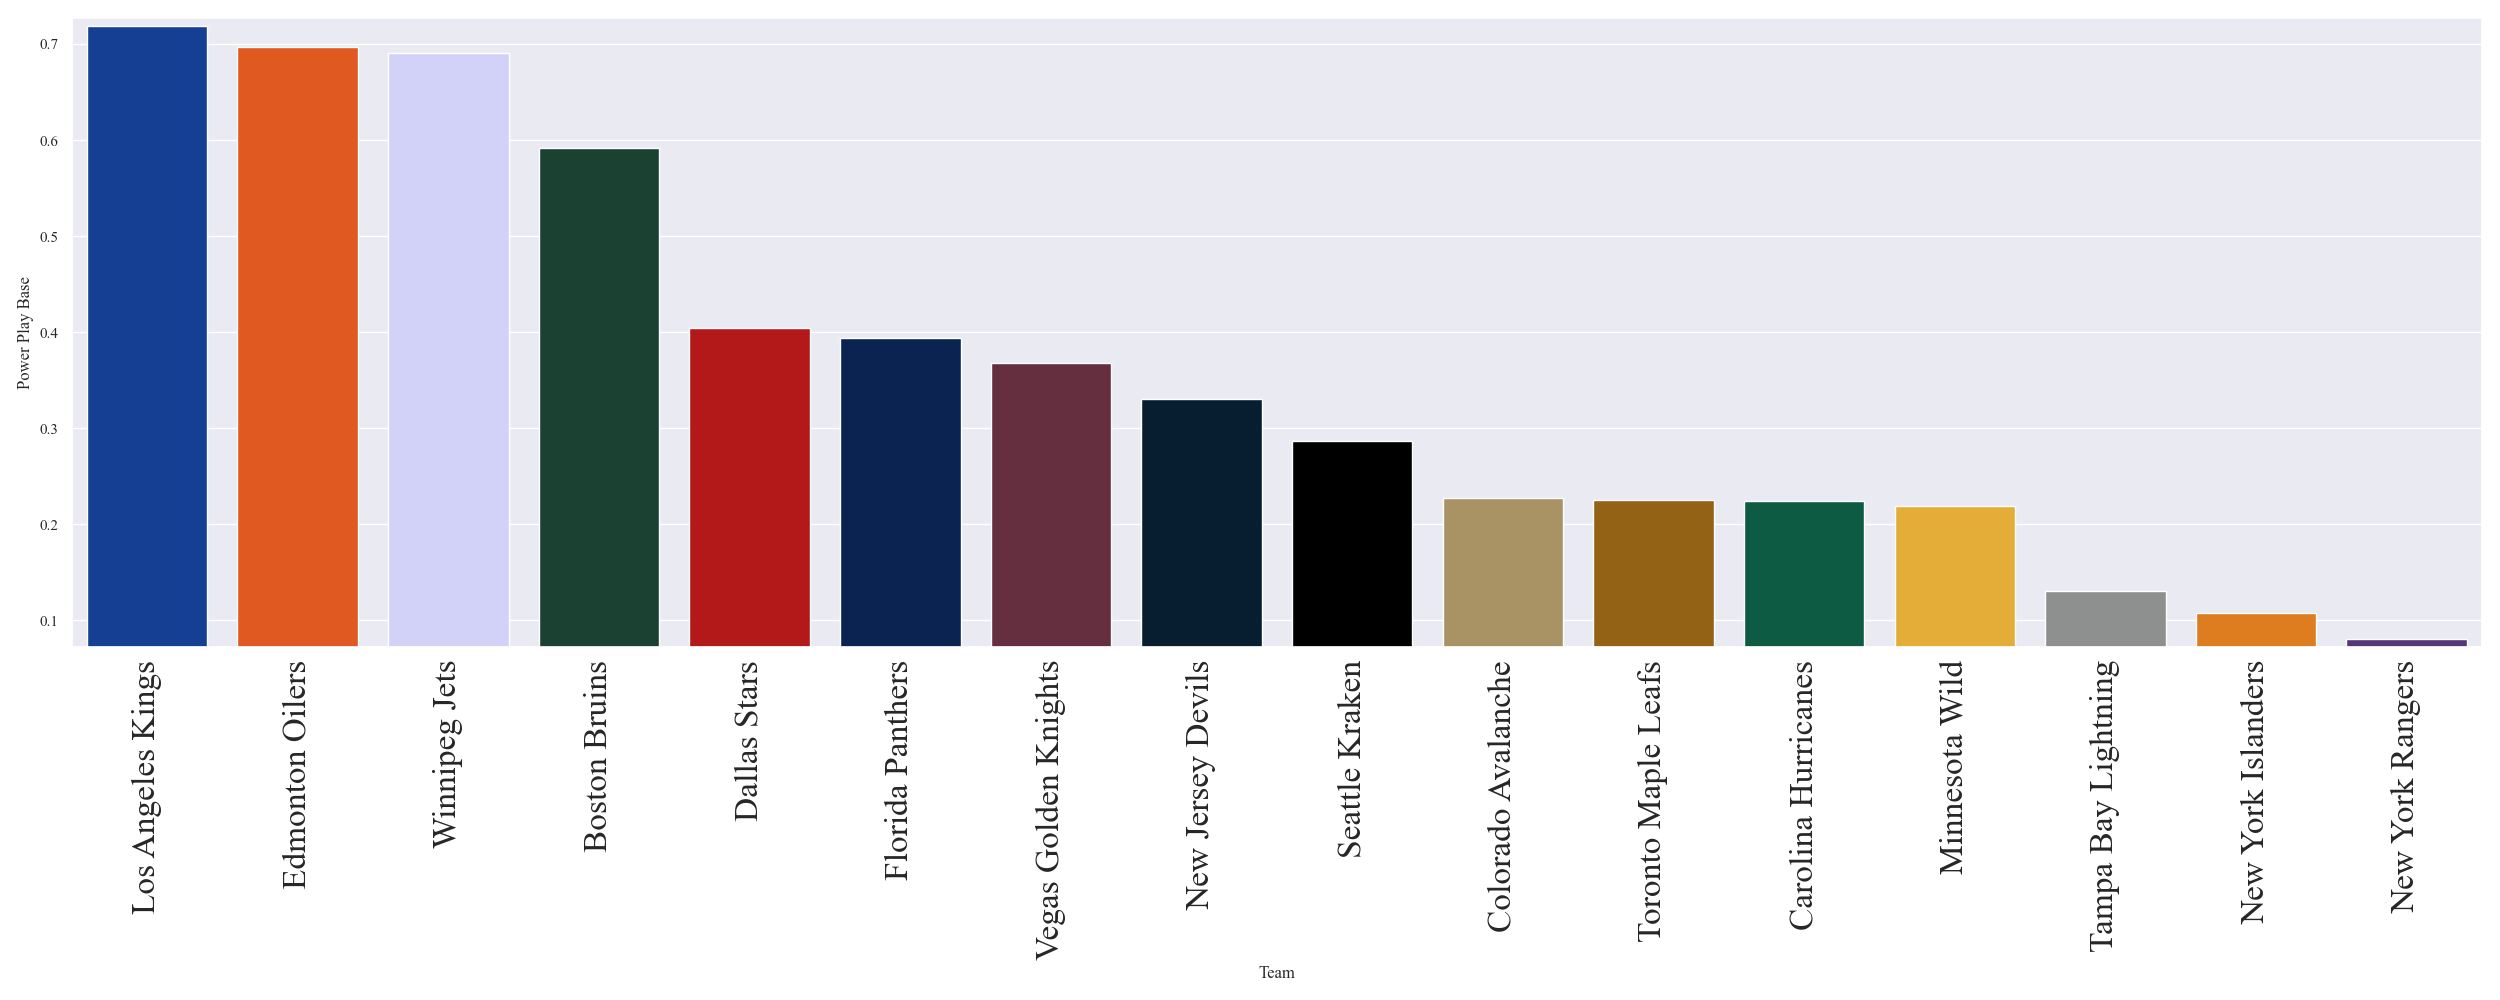 0.7
0.6
0.5
0.4
0.3
0.2
0.1
Power Play Base
Los Angeles Kings
Edmonton Oilers
Winnipeg Jets
Boston Bruins
Dallas Stars
Florida Panthers
Vegas Golden Knights
New Jersey Devils
Seattle Kraken
Colorado Avalanche
Toronto Maple Leafs
Carolina Hurricanes
Minnesota Wild
Tampa Bay Lightning
New York Islanders
New York Rangers
Team